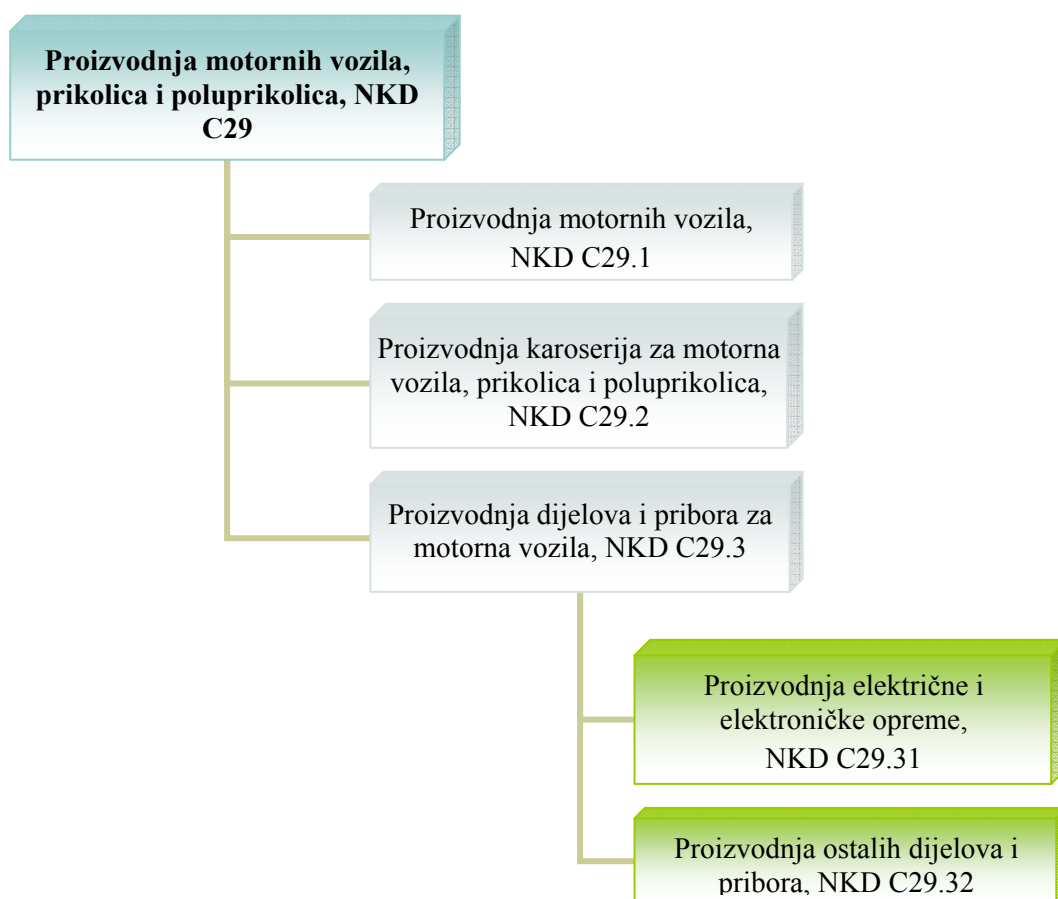 Proizvodnja motornih vozila,
prikolica i poluprikolica, NKD
C29
Proizvodnja motornih vozila,
NKD C29.1
Proizvodnja karoserija za motorna
vozila, prikolica i poluprikolica,
NKD C29.2
Proizvodnja dijelova i pribora za
motorna vozila, NKD C29.3
Proizvodnja električne i
elektroničke opreme,
NKD C29.31
Proizvodnja ostalih dijelova i
pribora, NKD C29.32